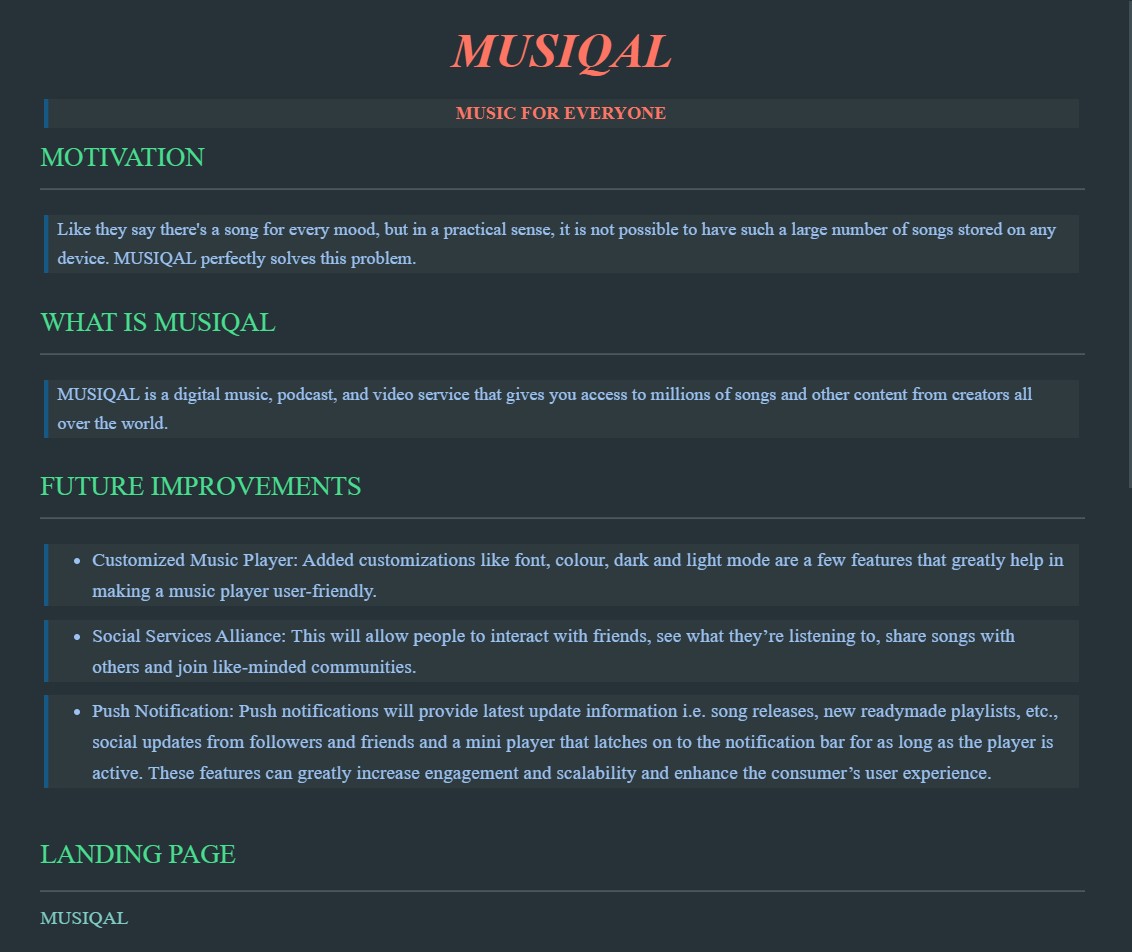 MUSIQAL
MUSIC FOR EVERYONE
MOTIVATION
Like they say there's a song for every mood, but in a practical sense, it is not possible to have such a large number of songs stored on any
device. MUSIQAL perfectly solves this problem.
WHAT IS MUSIQAL
MUSIQAL is a digital music, podcast, and video service that gives you access to millions of songs and other content from creators all
over the world.
FUTURE IMPROVEMENTS
• Customized Music Player: Added customizations like font, colour, dark and light mode are a few features that greatly help in
making a music player user-friendly.
• Social Services Alliance: This will allow people to interact with friends, see what they’re listening to, share songs with
others and join like-minded communities.
• Push Notification: Push notifications will provide latest update information i.e. song releases, new readymade playlists, etc.,
social updates from followers and friends and a mini player that latches on to the notification bar for as long as the player is
active. These features can greatly increase engagement and scalability and enhance the consumer’s user experience.
LANDING PAGE
MUSIQAL